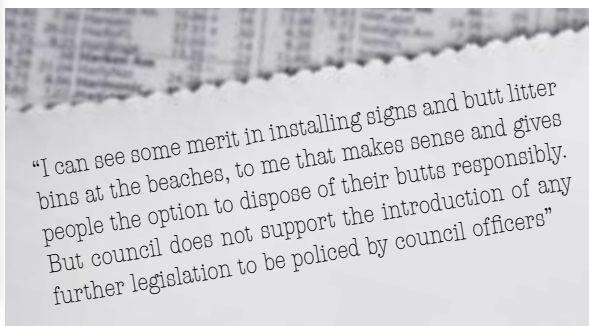 “I can see some merit in installing signs and butt litter
bins at the beaches, to me that makes sense and gives
people the option to dispose of their butts responsibly.
But council does not support the introduction of any
further legislation to be policed by council officers”